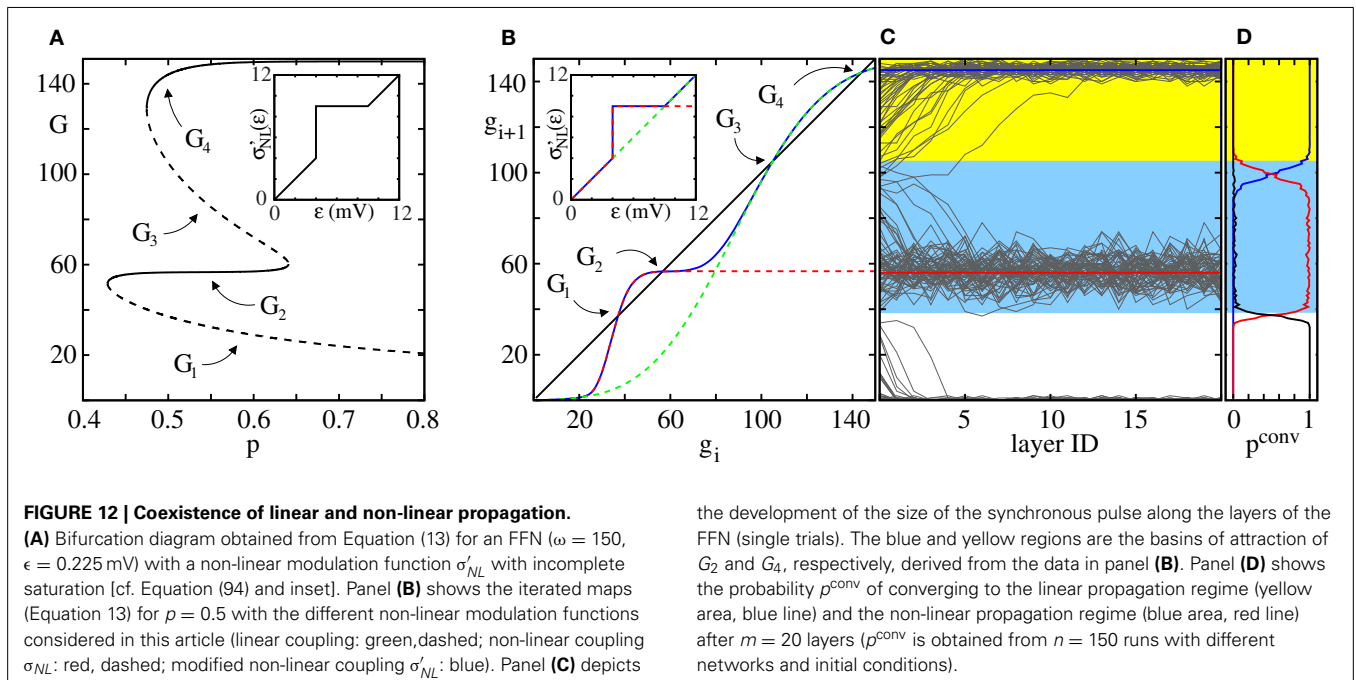 A
B
C
D
140
G
100
60
20
0.4
0.5
0.6
0.7
0.8
p
G4
G3
G2
G1
12
σ'NL(ε)
0
0
ε (mV)
12
140
gi+1
100
60
20
20
60
100
140
gi
G4
G3
G2
G1
12
σ'NL(ε)
0
0
ε (mV)
12
5
10
15
layer ID
0
1
pconv
FIGURE 12 | Coexistence of linear and non-linear propagation.
(A) Bifurcation diagram obtained from Equation (13) for an FFN (ω = 150,
ϵ = 0.225 mV) with a non-linear modulation function σ'NL with incomplete
saturation [cf. Equation (94) and inset]. Panel (B) shows the iterated maps
(Equation 13) for p = 0.5 with the different non-linear modulation functions
considered in this article (linear coupling: green,dashed; non-linear coupling
σNL: red, dashed; modified non-linear coupling σ'NL: blue). Panel (C) depicts
the development of the size of the synchronous pulse along the layers of the
FFN (single trials). The blue and yellow regions are the basins of attraction of
G2 and G4, respectively, derived from the data in panel (B). Panel (D) shows
the probability pconv of converging to the linear propagation regime (yellow
area, blue line) and the non-linear propagation regime (blue area, red line)
after m = 20 layers (pconv is obtained from n = 150 runs with different
networks and initial conditions).